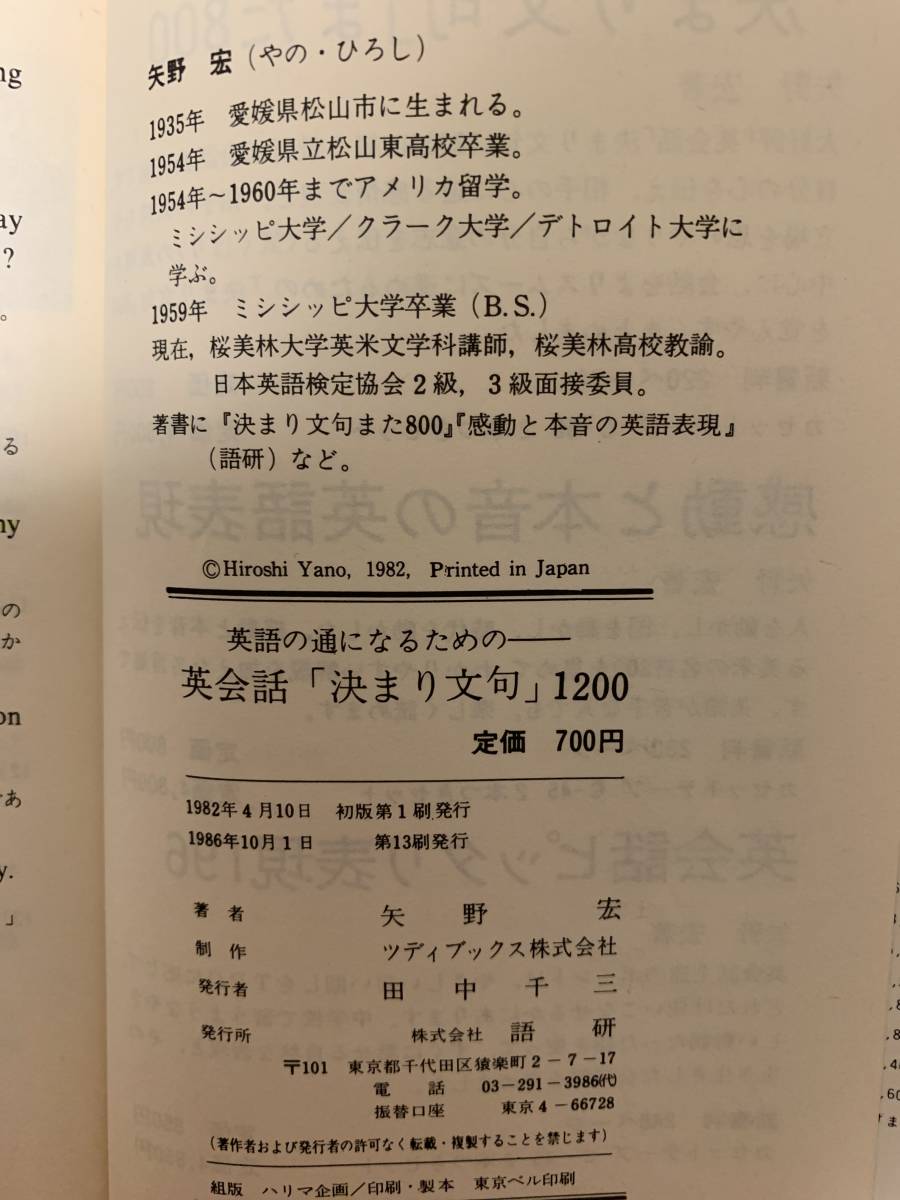 ng
ay
?
。
る
ny
の
か
on
あ
y.
」
矢野 宏（やの・ひろし）
1935年 愛媛県松山市に生まれる。
1954年 愛媛県立松山東高校卒業。
1954年～1960年までアメリカ留学。
ミシシッピ大学／クラーク大学／デトロイト大学に
学ぶ。
1959年 ミシシッピ大学卒業（B.S.）
現在，桜美林大学英米文学科講師，桜美林高校教諭。
日本英語検定協会2級，3級面接委員。
著書に『決まり文句また800』『感動と本音の英語表現』
（語研）など。
©Hiroshi Yano, 1982, Printed in Japan
英語の通になるための――
英会話「決まり文句」1200
定価 700円
1982年4月10日 初版第1刷発行
1986年10月1日 第13刷発行
著者 矢野 宏
制作 ツディブックス株式会社
発行者 田中千三
発行所 株式会社 語研
〒101 東京都千代田区猿楽町2－7－17
電話 03－291－3986㈹
振替口座 東京4－66728
（著作者および発行者の許可なく転載・複製することを禁じます）
組版 ハリマ企画／印刷・製本 東京ベル印刷